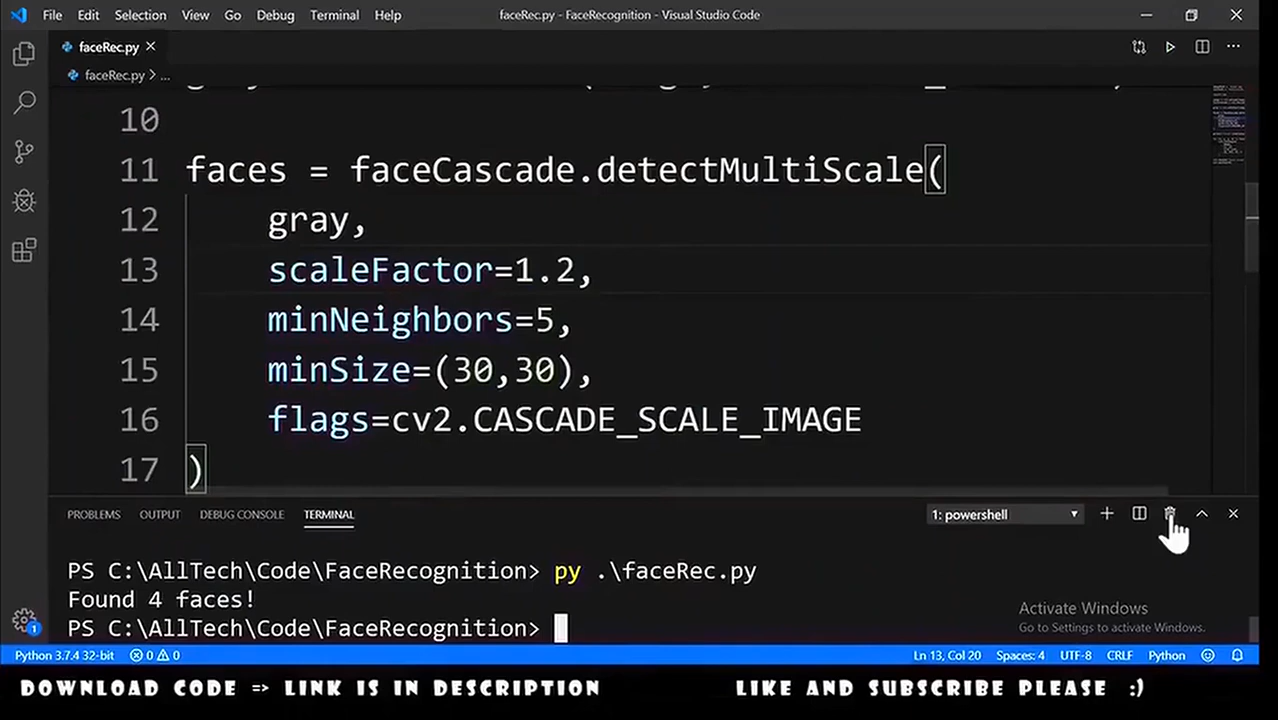 File Edit Selection View Go Debug Terminal Help faceRec.py - FaceRecognition - Visual Studio Code
faceRec.py
faceRec.py > ...
10
11 faces = faceCascade.detectMultiScale(
12 gray,
13 scaleFactor=1.2,
14 minNeighbors=5,
15 minSize=(30,30),
16 flags=cv2.CASCADE_SCALE_IMAGE
17 )
PROBLEMS OUTPUT DEBUG CONSOLE TERMINAL 1: powershell
PS C:\AllTech\Code\FaceRecognition> py .\faceRec.py
Found 4 faces!
PS C:\AllTech\Code\FaceRecognition>
Activate Windows
Go to Settings to activate Windows.
1
Python 3.7.4 32-bit 0 0 Ln 13, Col 20 Spaces: 4 UTF-8 CRLF Python
DOWNLOAD CODE => LINK IS IN DESCRIPTION LIKE AND SUBSCRIBE PLEASE :)